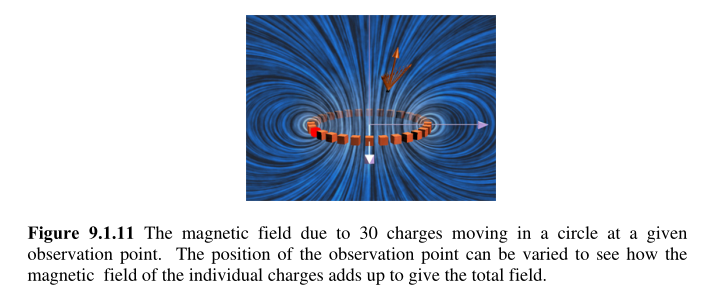 Figure 9.1.11 The magnetic field due to 30 charges moving in a circle at a given
observation point. The position of the observation point can be varied to see how the
magnetic field of the individual charges adds up to give the total field.